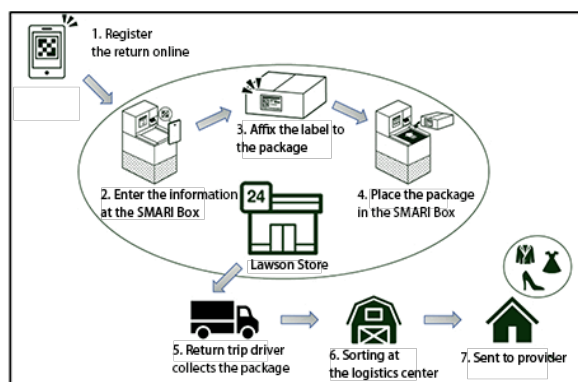 1. Register
the return online
2. Enter the information
at the SMARI Box
3. Affix the label to
the package
4. Place the package
in the SMARI Box
24
Lawson Store
5. Return trip driver
collects the package
6. Sorting at
the logistics center
7. Sent to provider